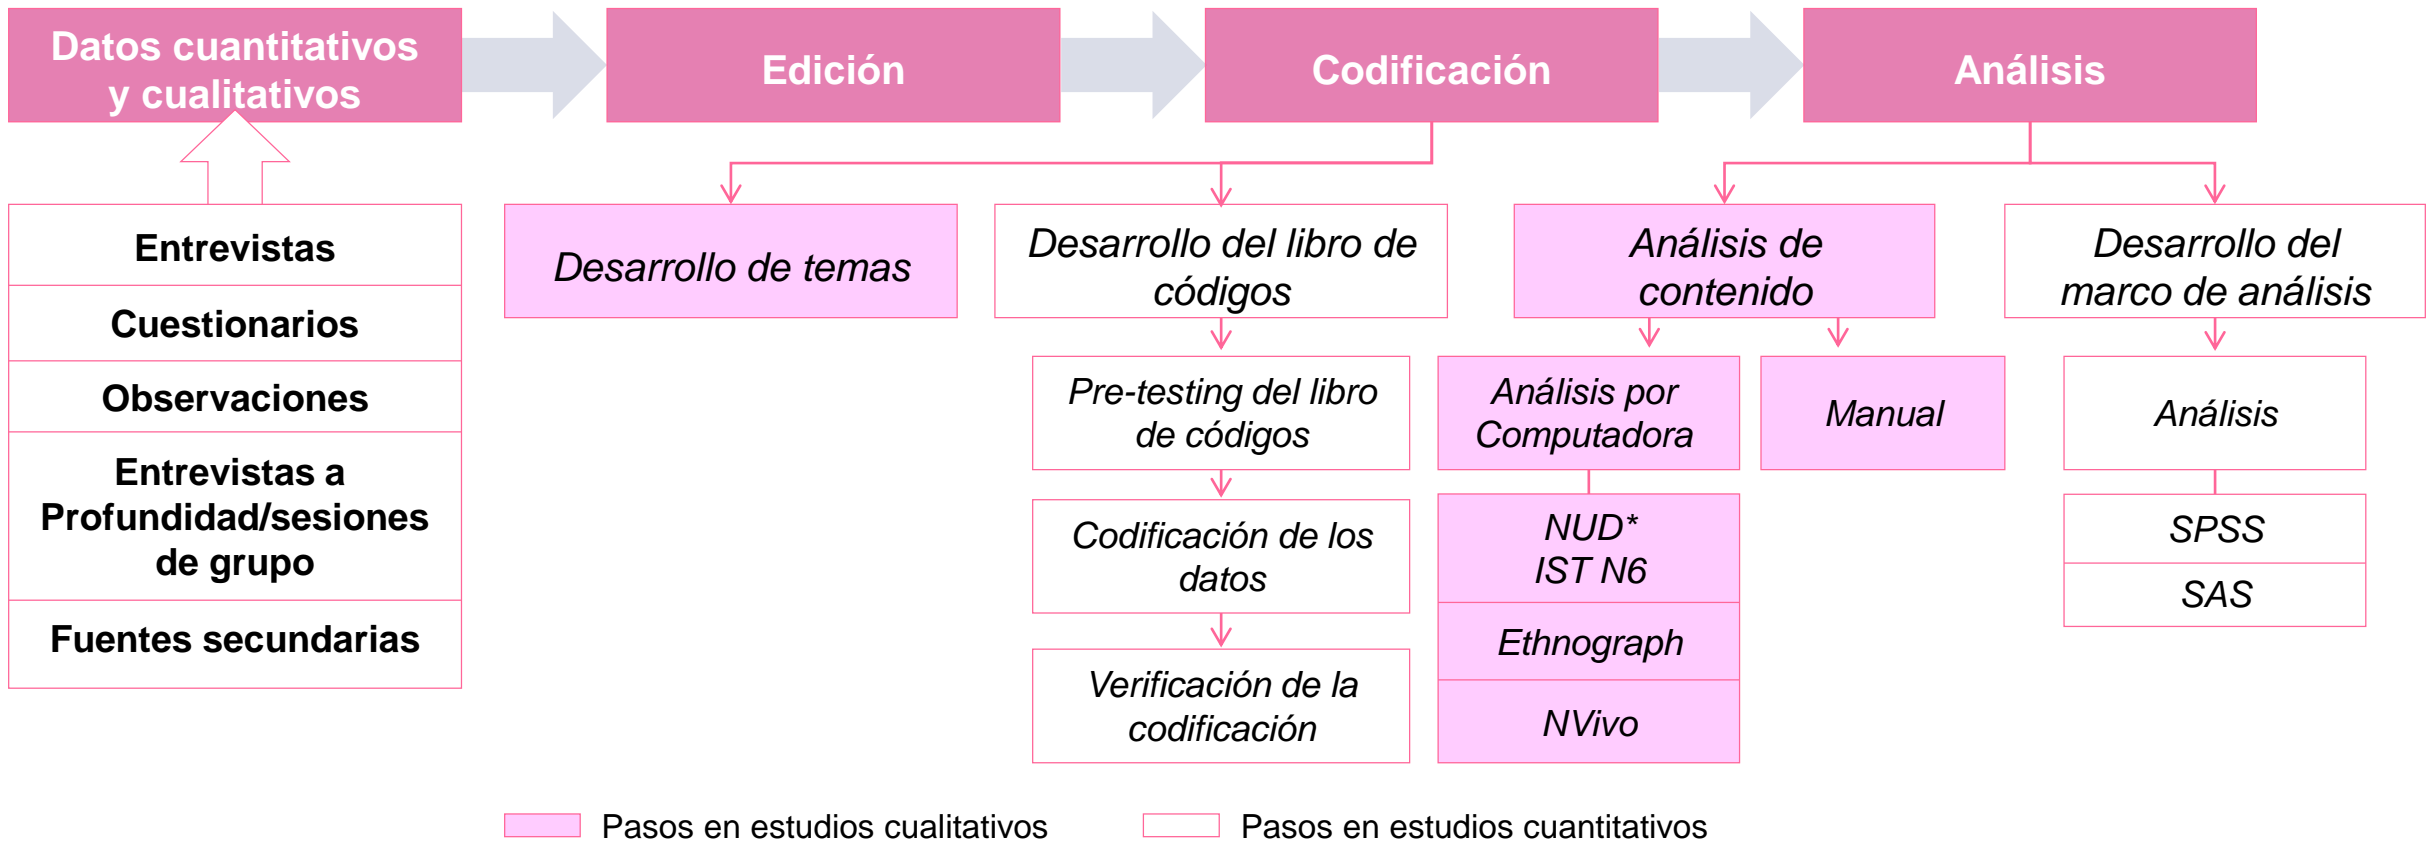 Datos cuantitativos
y cualitativos
Edición
Codificación
Análisis
Entrevistas
Cuestionarios
Observaciones
Entrevistas a
Profundidad/sesiones
de grupo
Fuentes secundarias
Desarrollo de temas
Desarrollo del libro de
códigos
Pre-testing del libro
de códigos
Codificación de los
datos
Verificación de la
codificación
Análisis de
contenido
Análisis por
Computadora
Manual
NUD*
IST N6
Ethnograph
NVivo
Desarrollo del
marco de análisis
Análisis
SPSS
SAS
Pasos en estudios cualitativos
Pasos en estudios cuantitativos